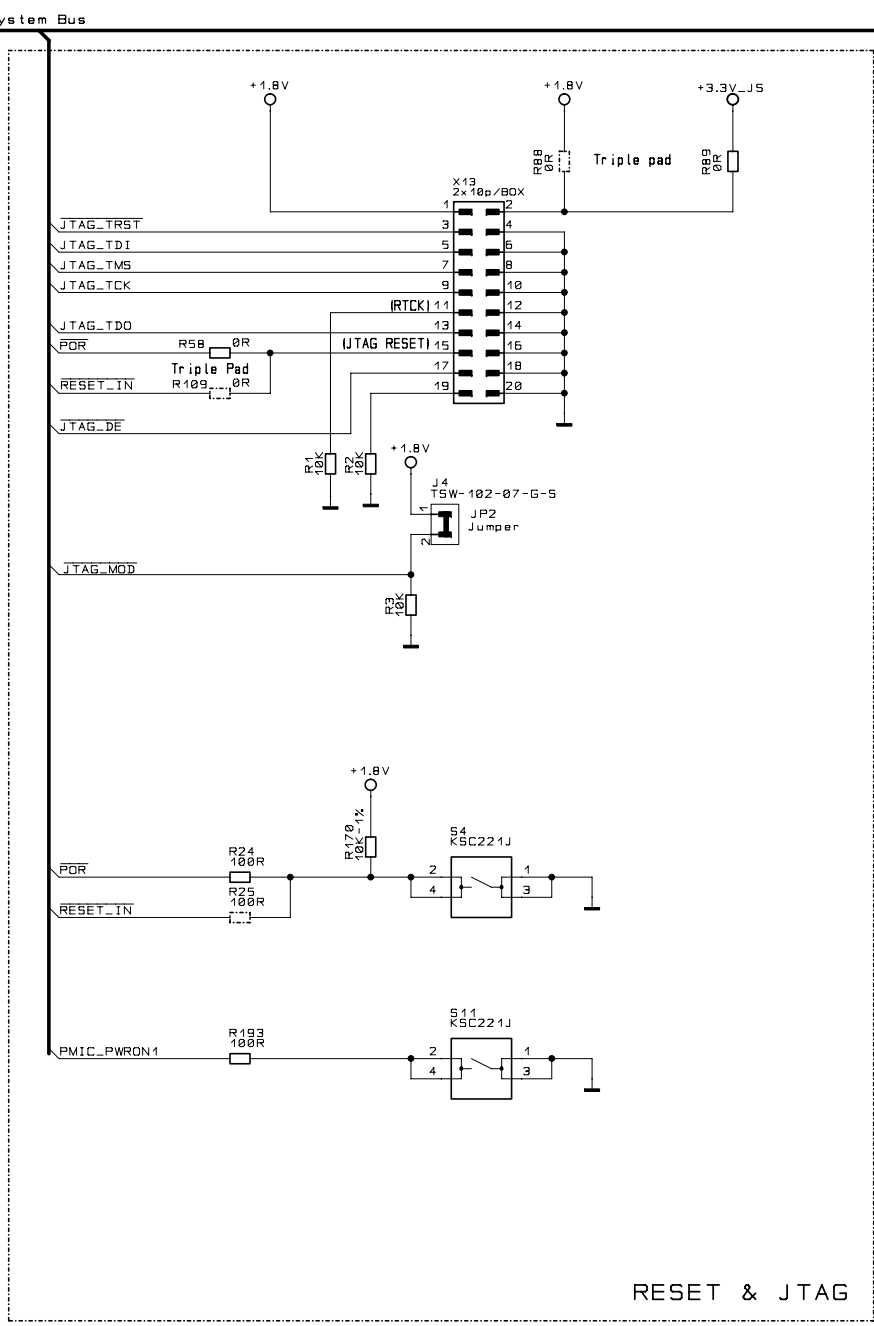 ystem Bus
+1.8V
+1.8V
+3.3V_JS
R88
0R
Triple pad
R89
0R
X13
2x10p/BOX
1 2
JTAG_TRST 3 4
JTAG_TDI 5 6
JTAG_TMS 7 8
JTAG_TCK 9 10
(RTCK) 11 12
JTAG_TDO 13 14
POR R58 0R (JTAG RESET) 15 16
Triple Pad 17 18
RESET_IN R109 0R 19 20
JTAG_DE
R1
10K
R2
10K
+1.8V
J4
TSW-102-07-G-S
1
JP2
Jumper
2
JTAG_MOD
R3
10K
+1.8V
R170
10K-1%
S4
KSC221J
R24
100R
POR 2 1
R25
100R
4 3
RESET_IN
S11
KSC221J
R193
100R
PMIC_PWRON1 2 1
4 3
RESET & JTAG